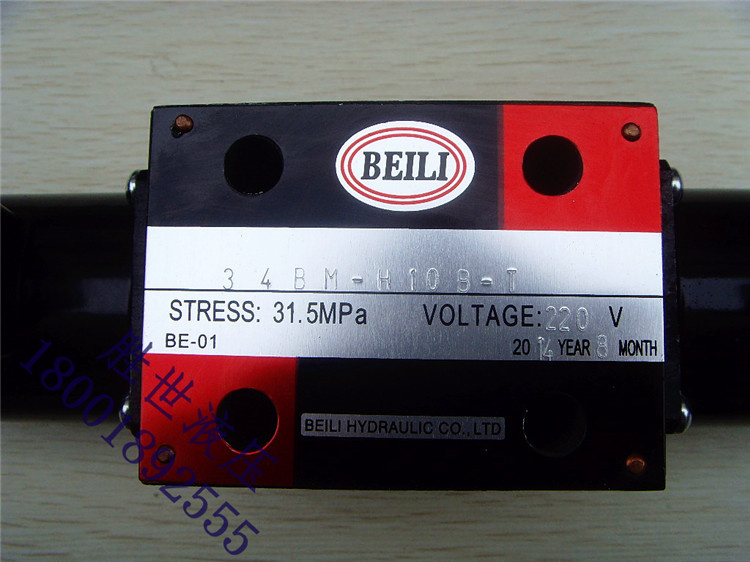 BEILI
34BM-H10B-T
STRESS: 31.5MPa VOLTAGE:220 V
BE-01 2014 YEAR 8 MONTH
BEILI HYDRAULIC CO.,LTD
胜世液压
18001892555